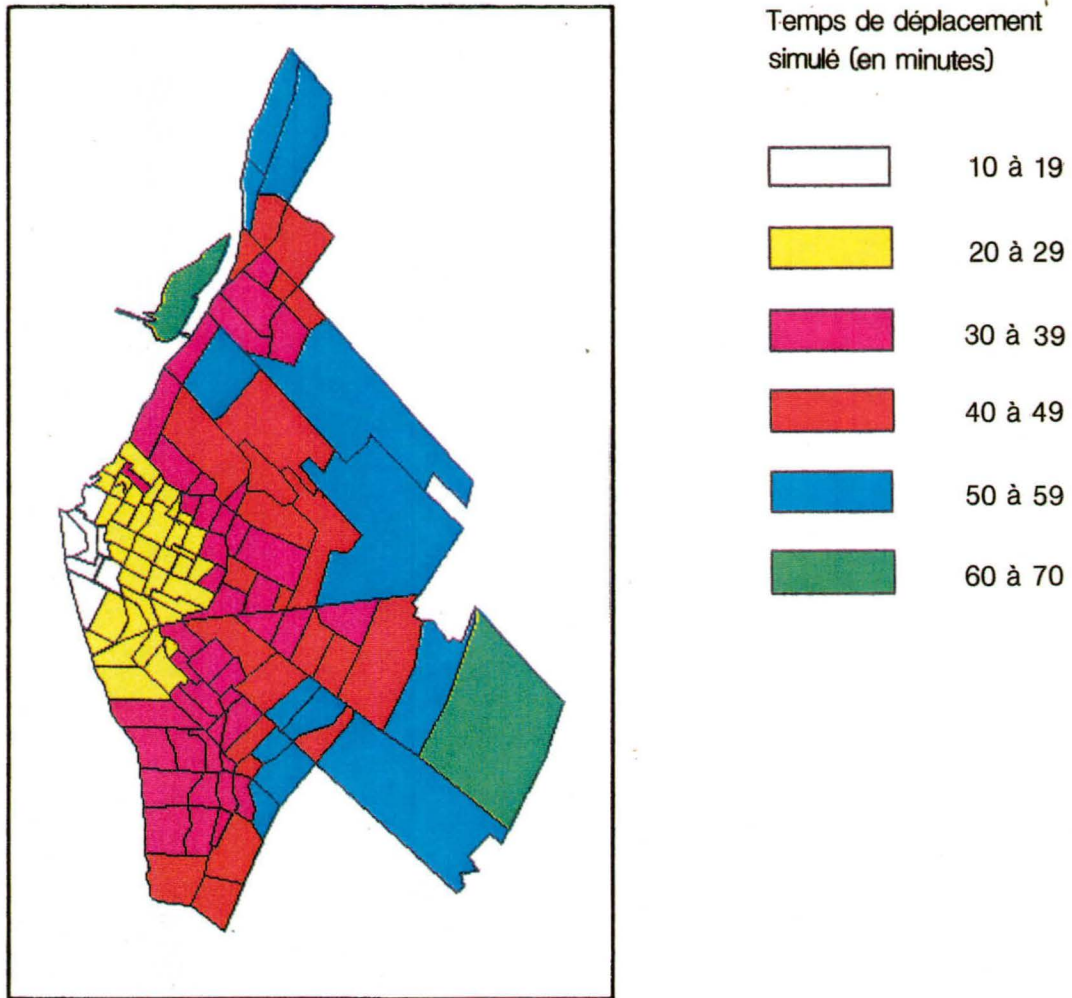 Temps de déplacement
simulé (en minutes)
10 à 19
20 à 29
30 à 39
40 à 49
50 à 59
60 à 70